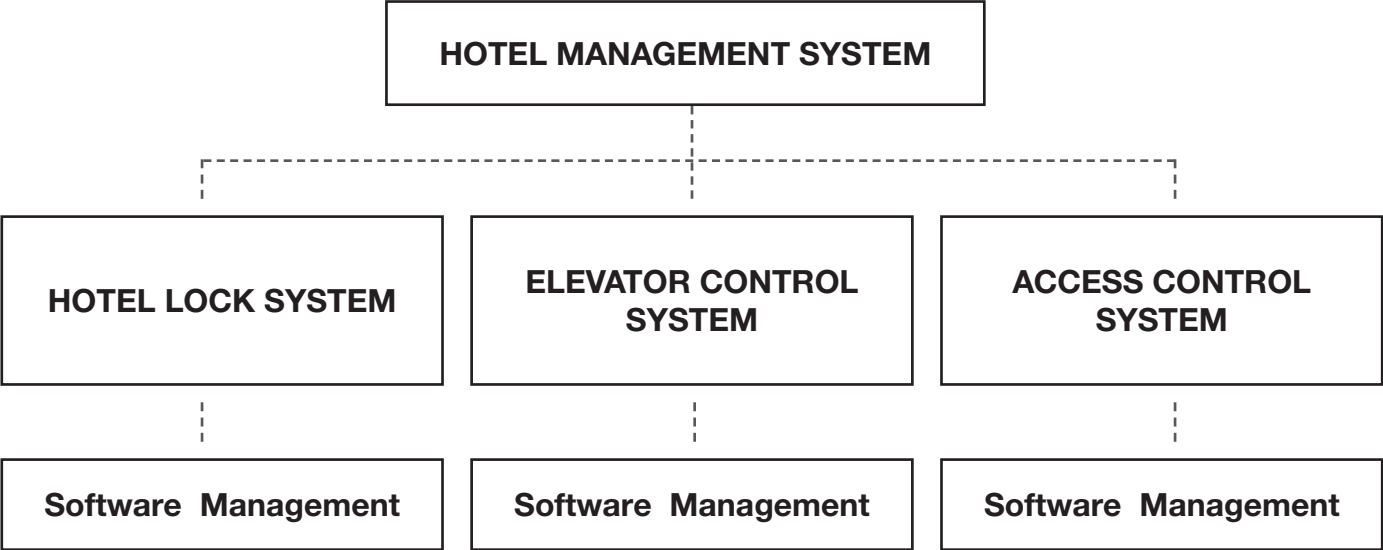 HOTEL MANAGEMENT SYSTEM
HOTEL LOCK SYSTEM
ELEVATOR CONTROL
SYSTEM
ACCESS CONTROL
SYSTEM
Software Management
Software Management
Software Management